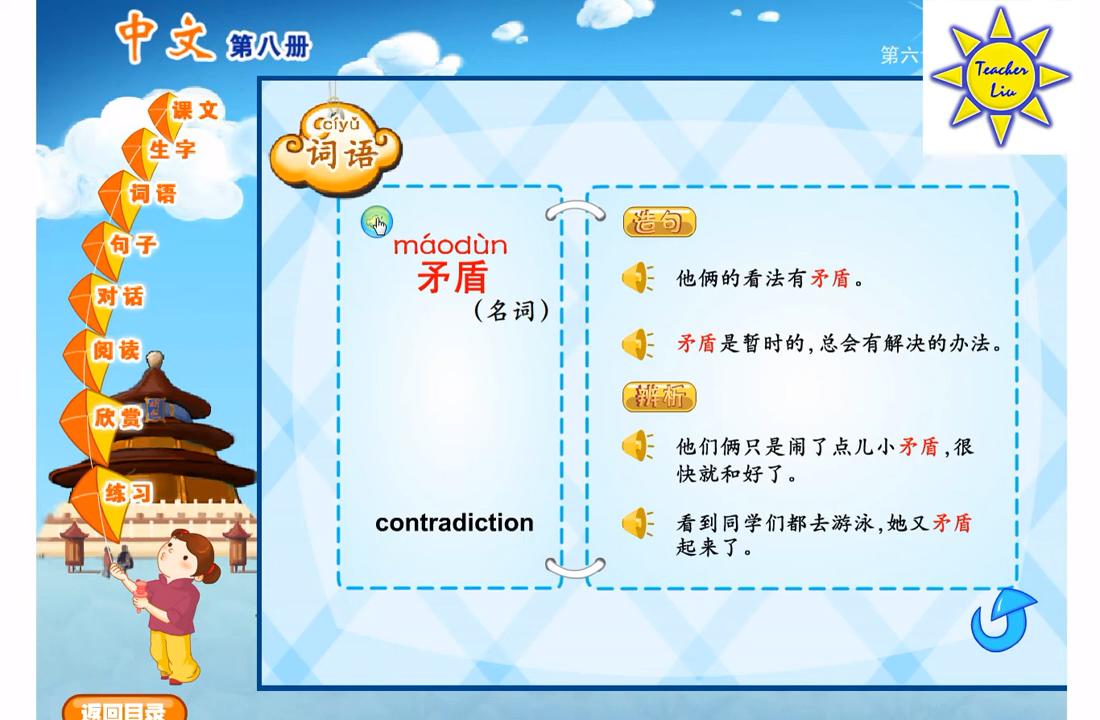 中文 第八册
第六
Teacher
Liu
课文
生字
词语
句子
对话
阅读
欣赏
练习
返回目录
cíyǔ
词语
máodùn
矛盾
(名词)
contradiction
造句
他俩的看法有矛盾。
矛盾是暂时的,总会有解决的办法。
辨析
他们俩只是闹了点儿小矛盾,很
快就和好了。
看到同学们都去游泳,她又矛盾
起来了。